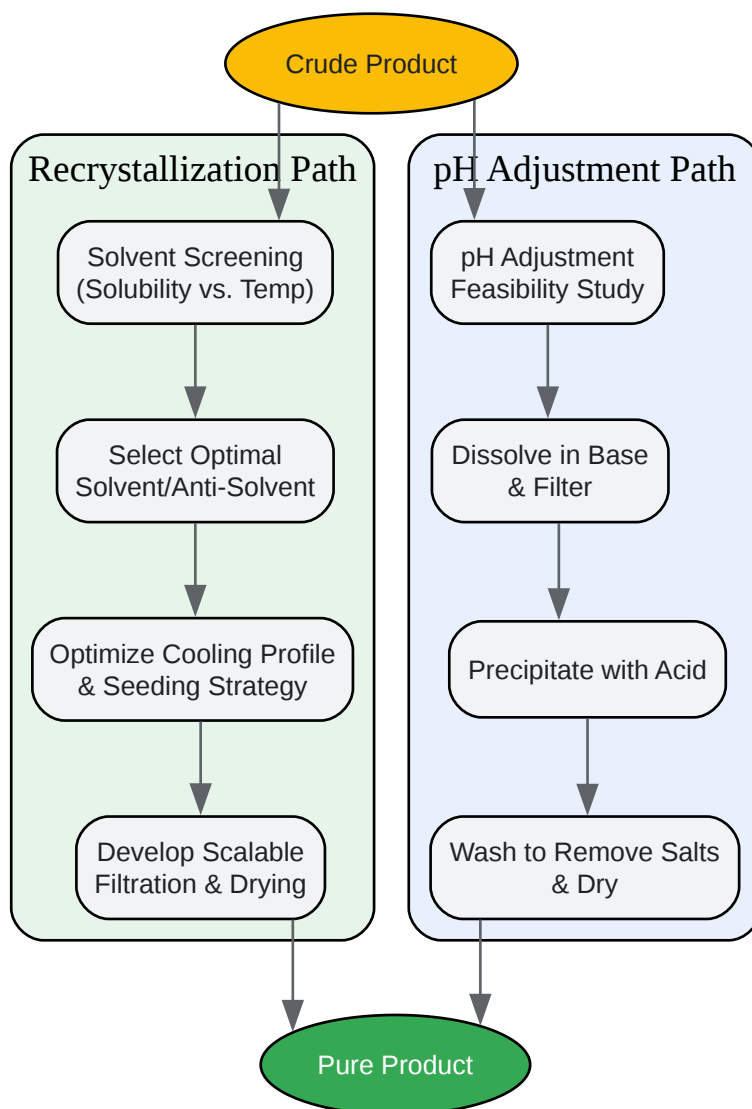 Crude Product
Recrystallization Path
Solvent Screening
(Solubility vs. Temp)
Select Optimal
Solvent/Anti-Solvent
Optimize Cooling Profile
& Seeding Strategy
Develop Scalable
Filtration & Drying
pH Adjustment Path
pH Adjustment
Feasibility Study
Dissolve in Base
& Filter
Precipitate with Acid
Wash to Remove Salts
& Dry
Pure Product